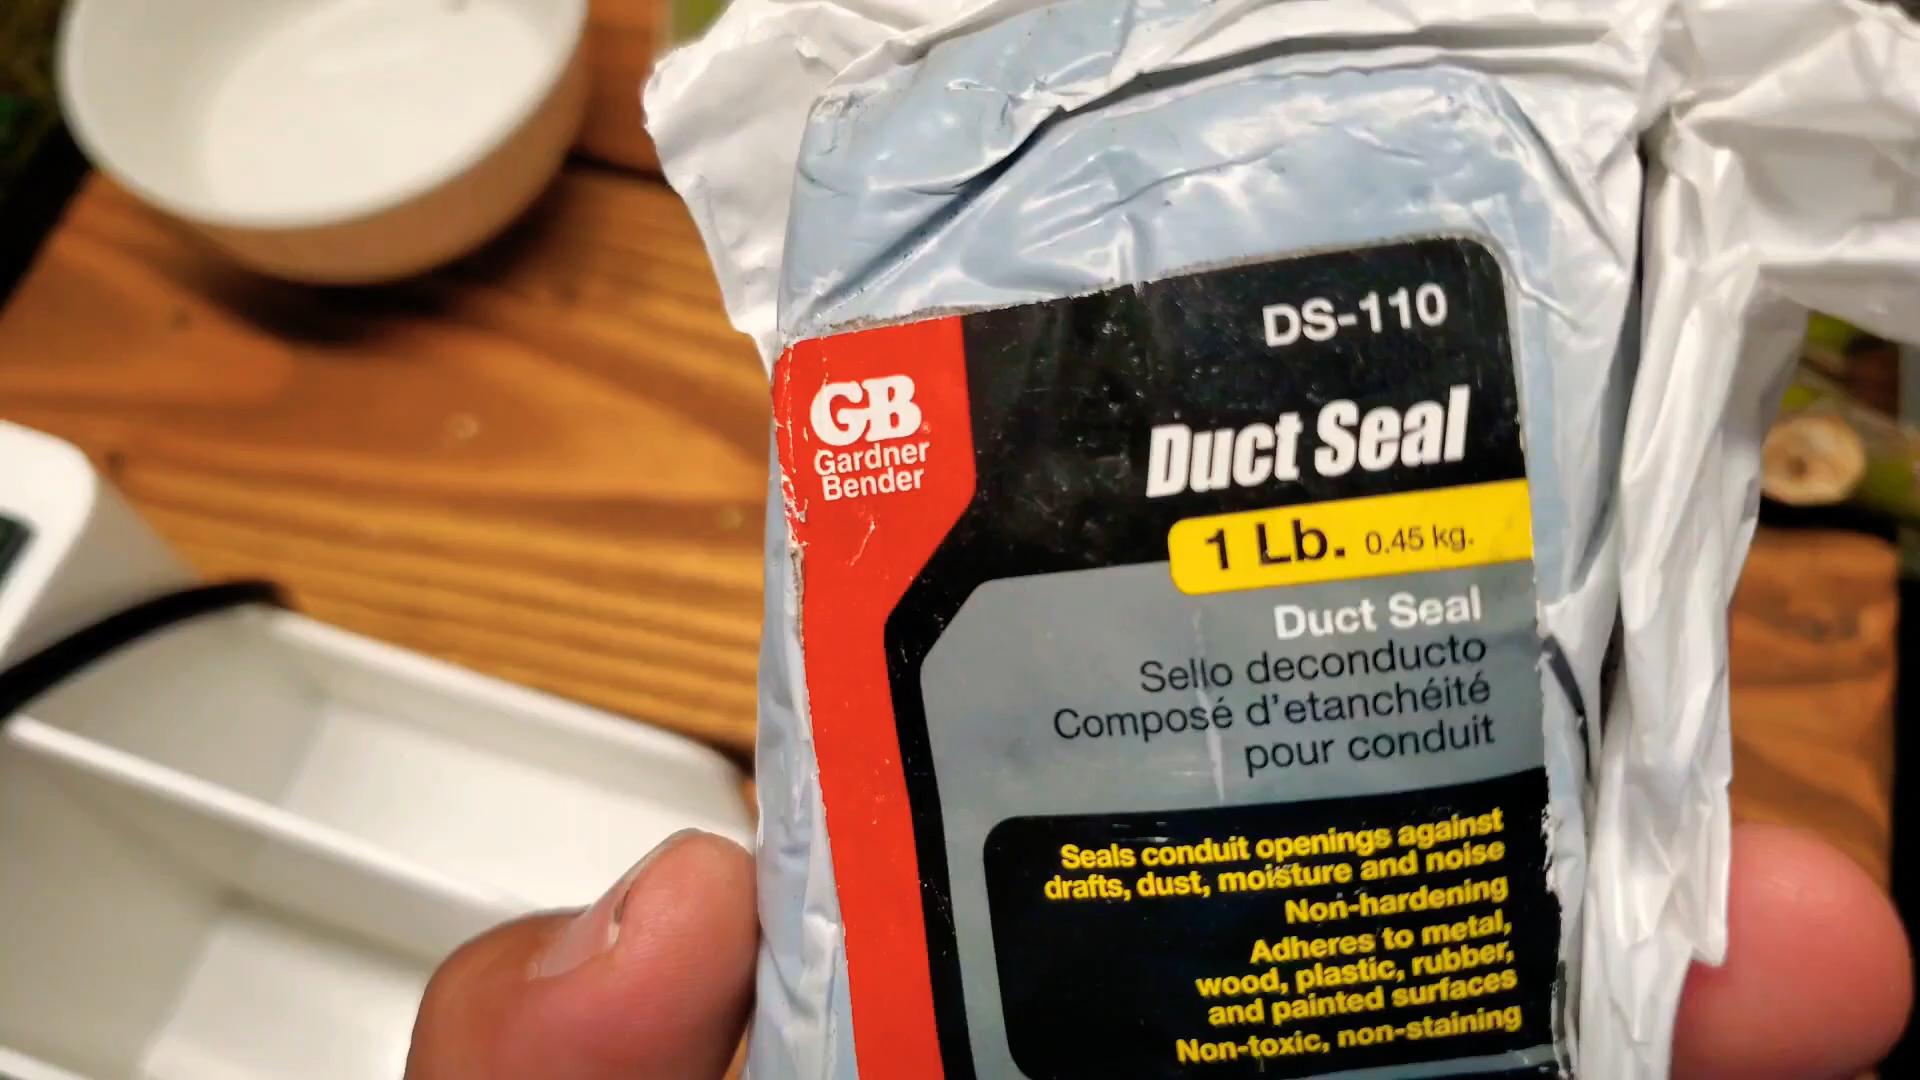 DS-110
GB
Gardner
Bender
Duct Seal
1 Lb. 0.45 kg.
Duct Seal
Sello deconducto
Composé d'etanchéité
pour conduit
Seals conduit openings against
drafts, dust, moisture and noise
Non-hardening
Adheres to metal,
wood, plastic, rubber,
and painted surfaces
Non-toxic, non-staining